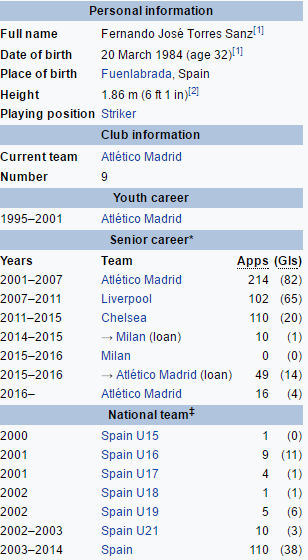 Personal information
Full name Fernando José Torres Sanz[1]
Date of birth 20 March 1984 (age 32)[1]
Place of birth Fuenlabrada, Spain
Height 1.86 m (6 ft 1 in)[2]
Playing position Striker
Club information
Current team Atlético Madrid
Number 9
Youth career
1995–2001 Atlético Madrid
Senior career*
Years Team Apps (Gls)
2001–2007 Atlético Madrid 214 (82)
2007–2011 Liverpool 102 (65)
2011–2015 Chelsea 110 (20)
2014–2015 → Milan (loan) 10 (1)
2015–2016 Milan 0 (0)
2015–2016 → Atlético Madrid (loan) 49 (14)
2016– Atlético Madrid 16 (4)
National team‡
2000 Spain U15 1 (0)
2001 Spain U16 9 (11)
2001 Spain U17 4 (1)
2002 Spain U18 1 (1)
2002 Spain U19 5 (6)
2002–2003 Spain U21 10 (3)
2003–2014 Spain 110 (38)